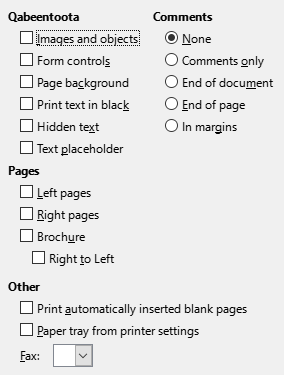 Qabeentoota
Images and objects
Form controls
Page background
Print text in black
Hidden text
Text placeholder
Comments
None
Comments only
End of document
End of page
In margins
Pages
Left pages
Right pages
Brochure
Right to Left
Other
Print automatically inserted blank pages
Paper tray from printer settings
Fax: